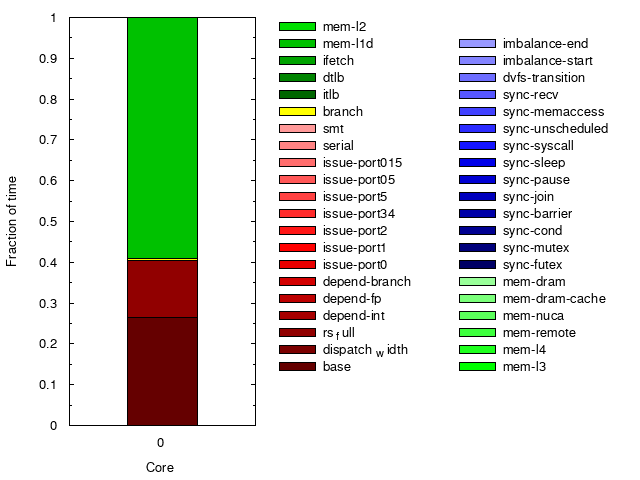 1
0.9
0.8
0.7
0.6
0.5
0.4
0.3
0.2
0.1
0
Fraction of time
0
Core
mem-l2
mem-l1d
ifetch
dtlb
itlb
branch
smt
serial
issue-port015
issue-port05
issue-port5
issue-port34
issue-port2
issue-port1
issue-port0
depend-branch
depend-fp
depend-int
rs f ull
dispatch w idth
base
imbalance-end
imbalance-start
dvfs-transition
sync-recv
sync-memaccess
sync-unscheduled
sync-syscall
sync-sleep
sync-pause
sync-join
sync-barrier
sync-cond
sync-mutex
sync-futex
mem-dram
mem-dram-cache
mem-nuca
mem-remote
mem-l4
mem-l3